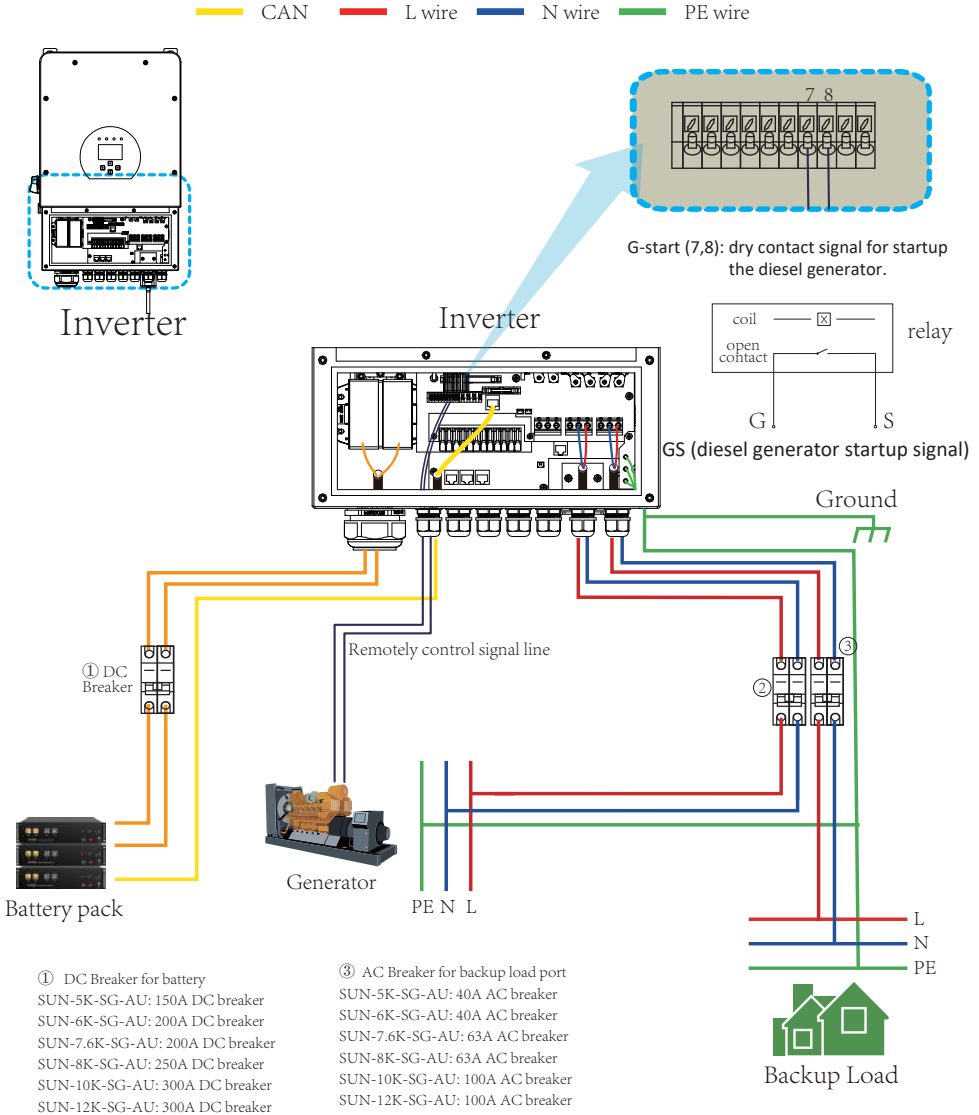 CAN L wire N wire PE wire
7 8
G-start (7,8): dry contact signal for startup
the diesel generator.
Inverter
Inverter
coil
open
contact
relay
G S
GS (diesel generator startup signal)
Ground
Remotely control signal line
① DC
Breaker
②
③
Battery pack
Generator
PE N L
L
N
PE
Backup Load
① DC Breaker for battery
SUN-5K-SG-AU: 150A DC breaker
SUN-6K-SG-AU: 200A DC breaker
SUN-7.6K-SG-AU: 200A DC breaker
SUN-8K-SG-AU: 250A DC breaker
SUN-10K-SG-AU: 300A DC breaker
SUN-12K-SG-AU: 300A DC breaker
③ AC Breaker for backup load port
SUN-5K-SG-AU: 40A AC breaker
SUN-6K-SG-AU: 40A AC breaker
SUN-7.6K-SG-AU: 63A AC breaker
SUN-8K-SG-AU: 63A AC breaker
SUN-10K-SG-AU: 100A AC breaker
SUN-12K-SG-AU: 100A AC breaker